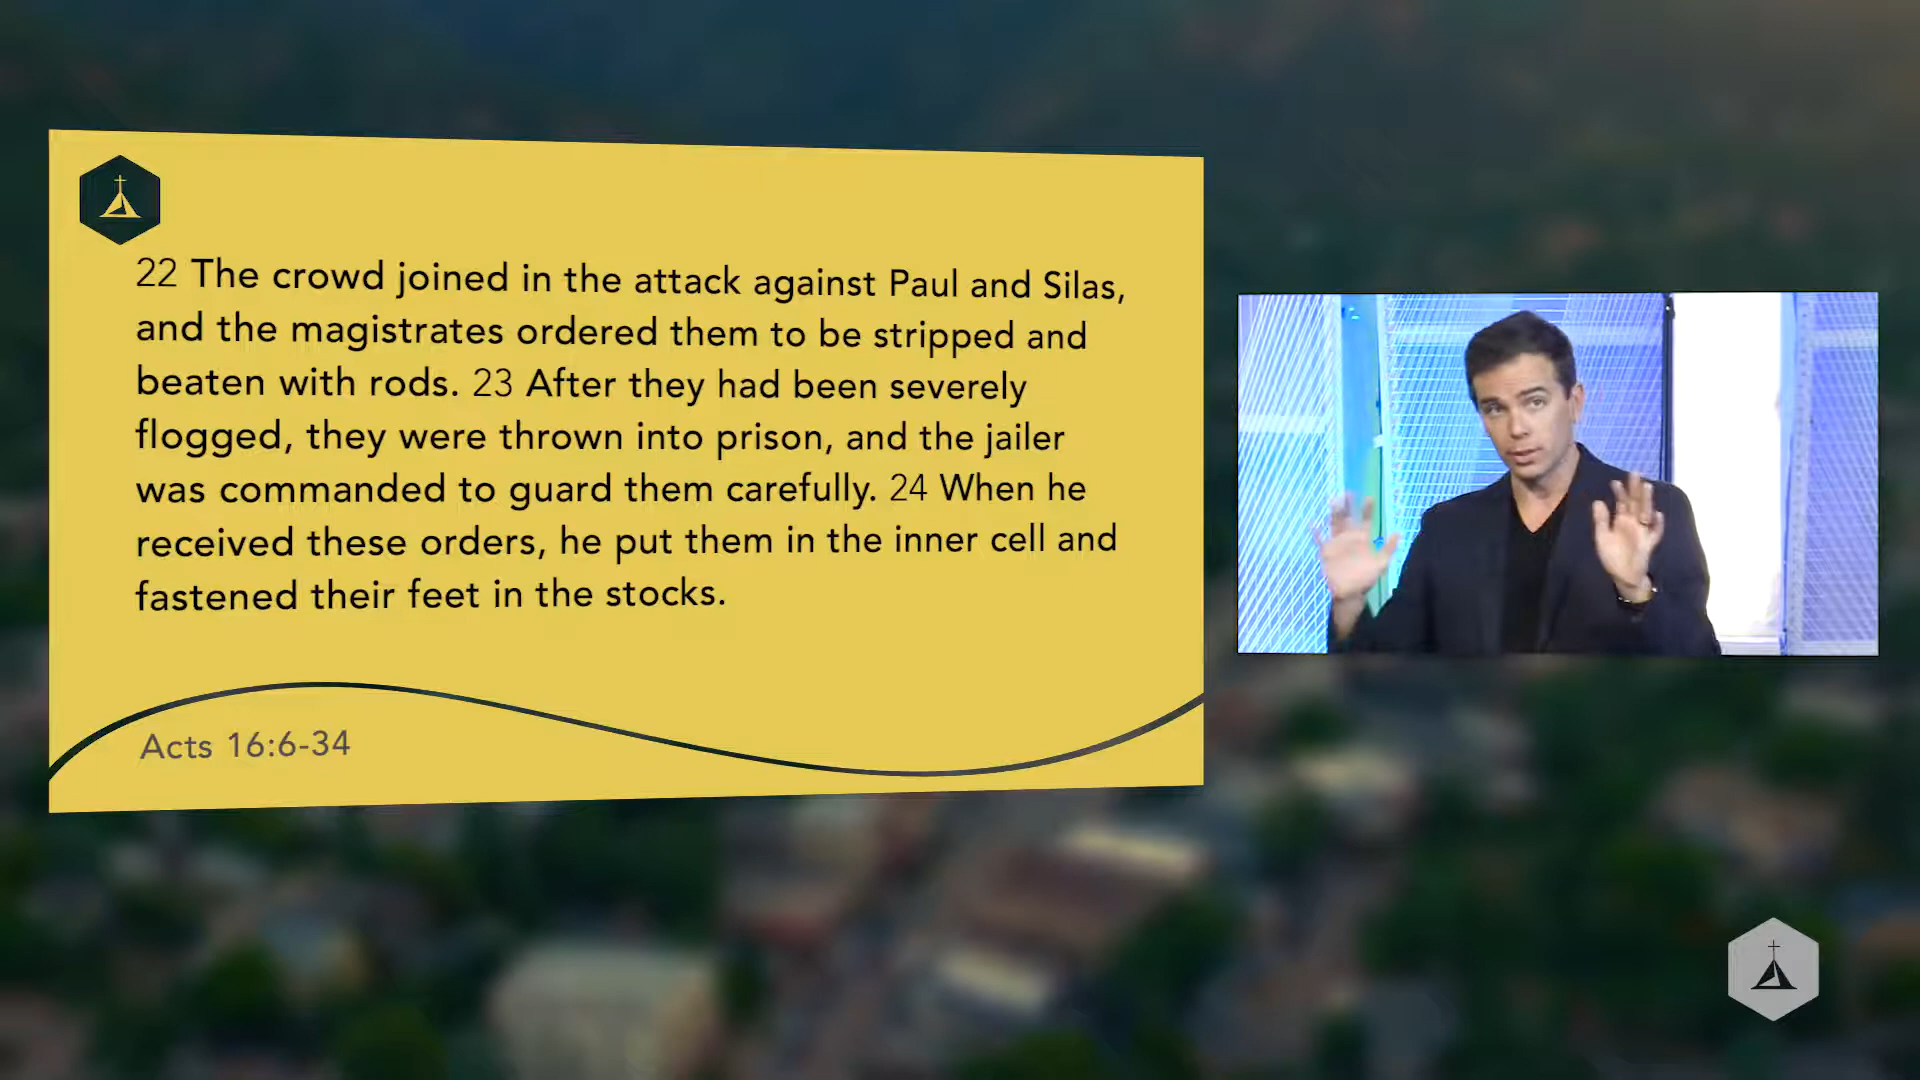 22 The crowd joined in the attack against Paul and Silas,
and the magistrates ordered them to be stripped and
beaten with rods. 23 After they had been severely
flogged, they were thrown into prison, and the jailer
was commanded to guard them carefully. 24 When he
received these orders, he put them in the inner cell and
fastened their feet in the stocks.
Acts 16:6-34